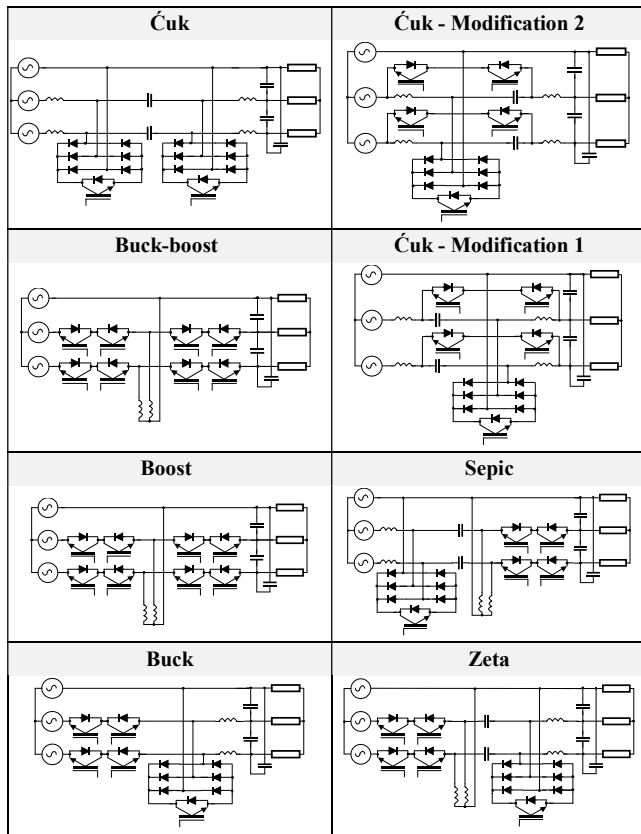 Ćuk
Ćuk - Modification 2
Buck-boost
Ćuk - Modification 1
Boost
Sepic
Buck
Zeta